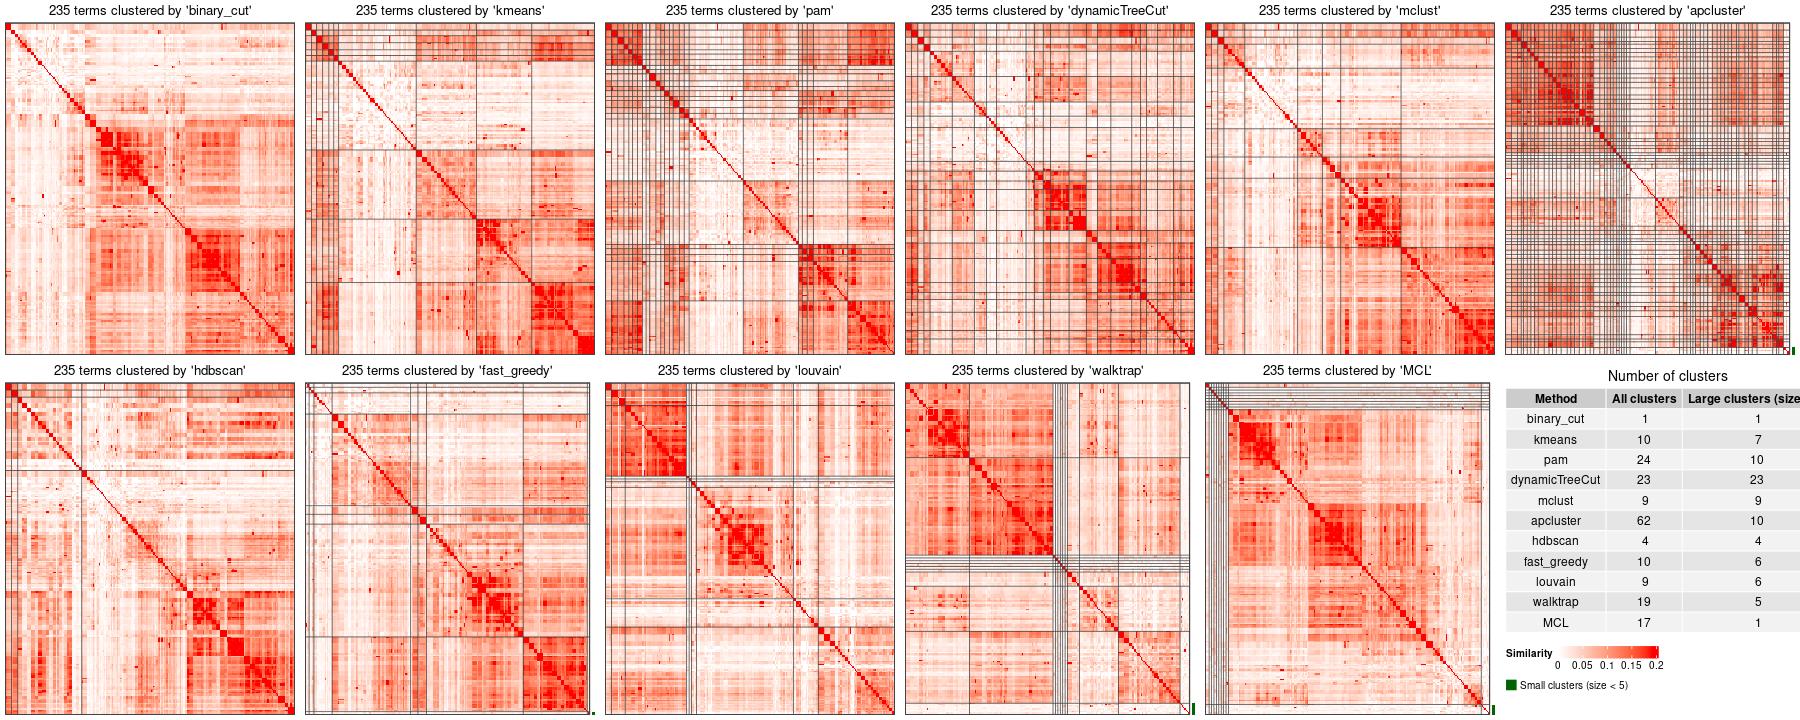 235 terms clustered by 'binary_cut'
235 terms clustered by 'kmeans'
235 terms clustered by 'pam'
235 terms clustered by 'dynamicTreeCut'
235 terms clustered by 'mclust'
235 terms clustered by 'apcluster'
235 terms clustered by 'hdbscan'
235 terms clustered by 'fast_greedy'
235 terms clustered by 'louvain'
235 terms clustered by 'walktrap'
235 terms clustered by 'MCL'
Number of clusters
Method All clusters Large clusters (size
binary_cut 1 1
kmeans 10 7
pam 24 10
dynamicTreeCut 23 23
mclust 9 9
apcluster 62 10
hdbscan 4 4
fast_greedy 10 6
louvain 9 6
walktrap 19 5
MCL 17 1
Similarity
0 0.05 0.1 0.15 0.2
Small clusters (size < 5)